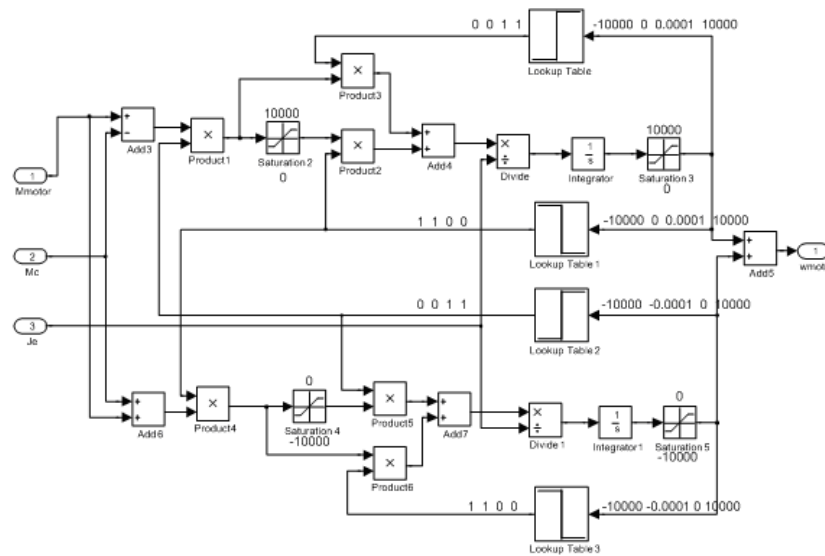 0 0 1 1
-10000 0 0.0001 10000
Lookup Table
×
Product3
+
−
Add3
×
Product1
10000
Saturation 2
0
×
Product2
+
+
Add4
×
÷
Divide
1
s
Integrator
10000
Saturation 3
0
1
Mmotor
1 1 0 0
-10000 0 0.0001 10000
Lookup Table 1
2
Mc
+
+
Add5
1
wmot
0 0 1 1
-10000 -0.0001 0 10000
Lookup Table 2
3
Je
+
+
Add6
×
Product4
0
Saturation 4
-10000
×
Product5
+
+
Add7
×
÷
Divide 1
1
s
Integrator1
0
Saturation 5
-10000
×
Product6
1 1 0 0
-10000 -0.0001 0 10000
Lookup Table 3